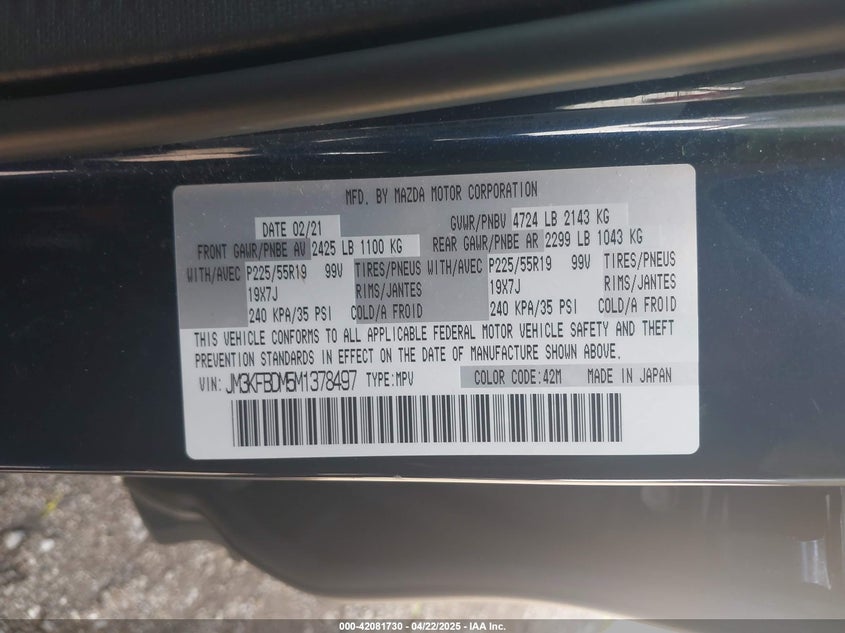 MFD. BY MAZDA MOTOR CORPORATION
DATE 02/21 GVWR/PNBV 4724 LB 2143 KG
FRONT GAWR/PNBE AV 2425 LB 1100 KG REAR GAWR/PNBE AR 2299 LB 1043 KG
WITH/AVEC P225/55R19 99V TIRES/PNEUS WITH/AVEC P225/55R19 99V TIRES/PNEUS
19X7J RIMS/JANTES 19X7J RIMS/JANTES
240 KPA/35 PSI COLD/A FROID 240 KPA/35 PSI COLD/A FROID
THIS VEHICLE CONFORMS TO ALL APPLICABLE FEDERAL MOTOR VEHICLE SAFETY AND THEFT
PREVENTION STANDARDS IN EFFECT ON THE DATE OF MANUFACTURE SHOWN ABOVE.
VIN: JM3KFBDM5M1378497 TYPE:MPV COLOR CODE:42M MADE IN JAPAN
000-42081730 - 04/22/2025 - IAA Inc.